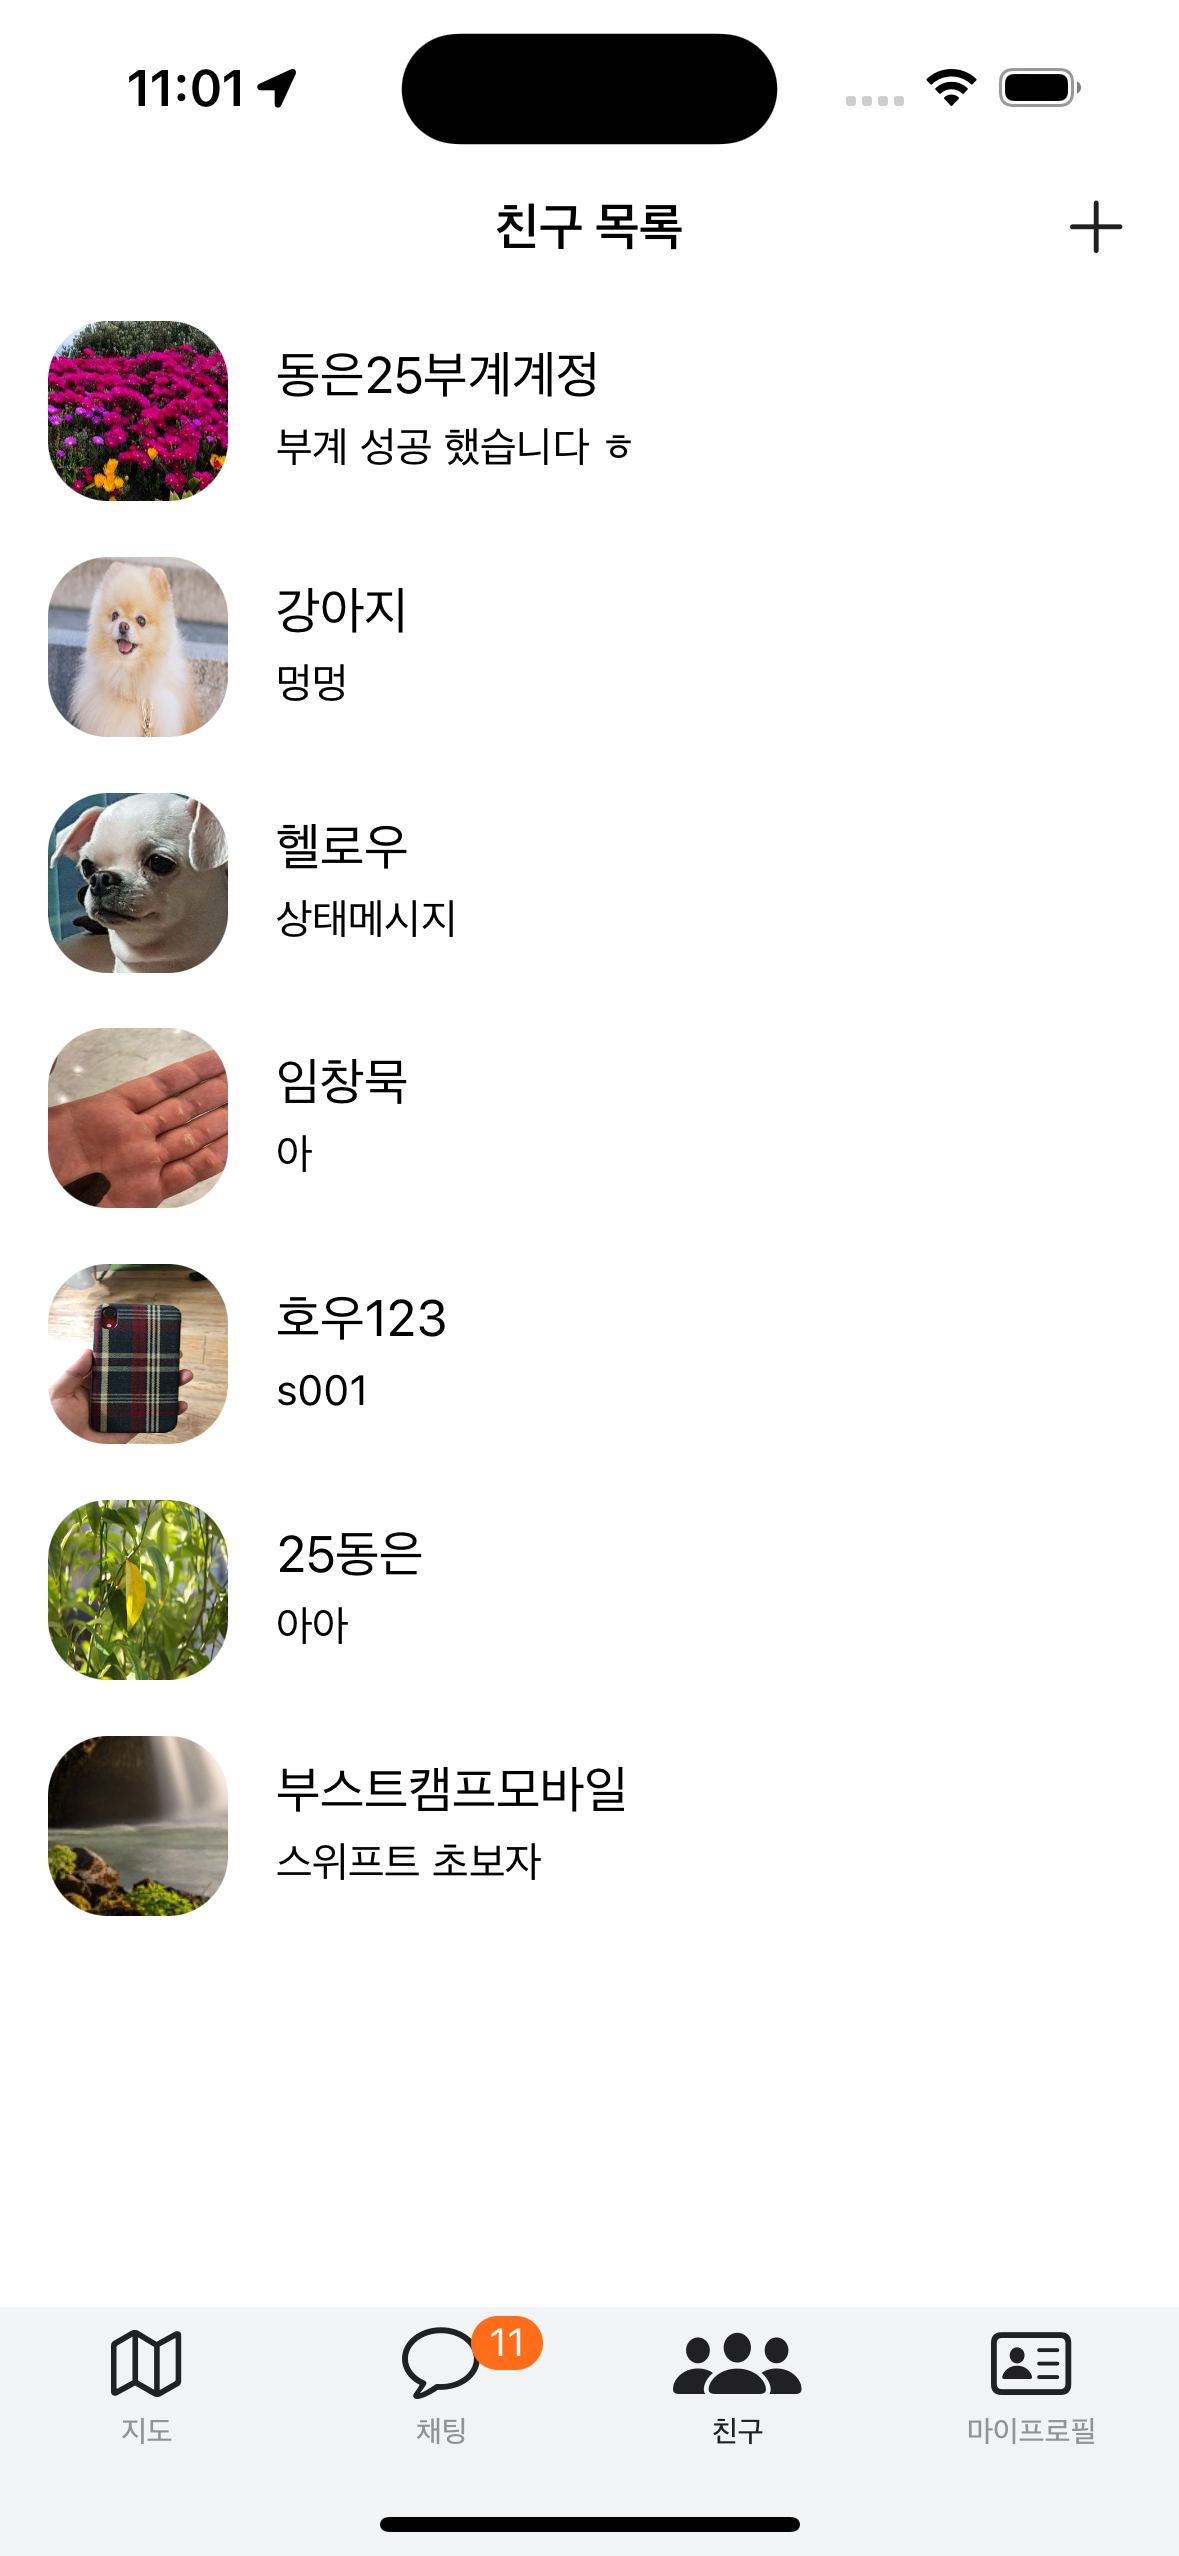 11:01
친구 목록
동은25부계계정
부계 성공 했습니다 ㅎ
강아지
멍멍
헬로우
상태메시지
임창묵
아
호우123
s001
25동은
아아
부스트캠프모바일
스위프트 초보자
11
지도
채팅
친구
마이프로필